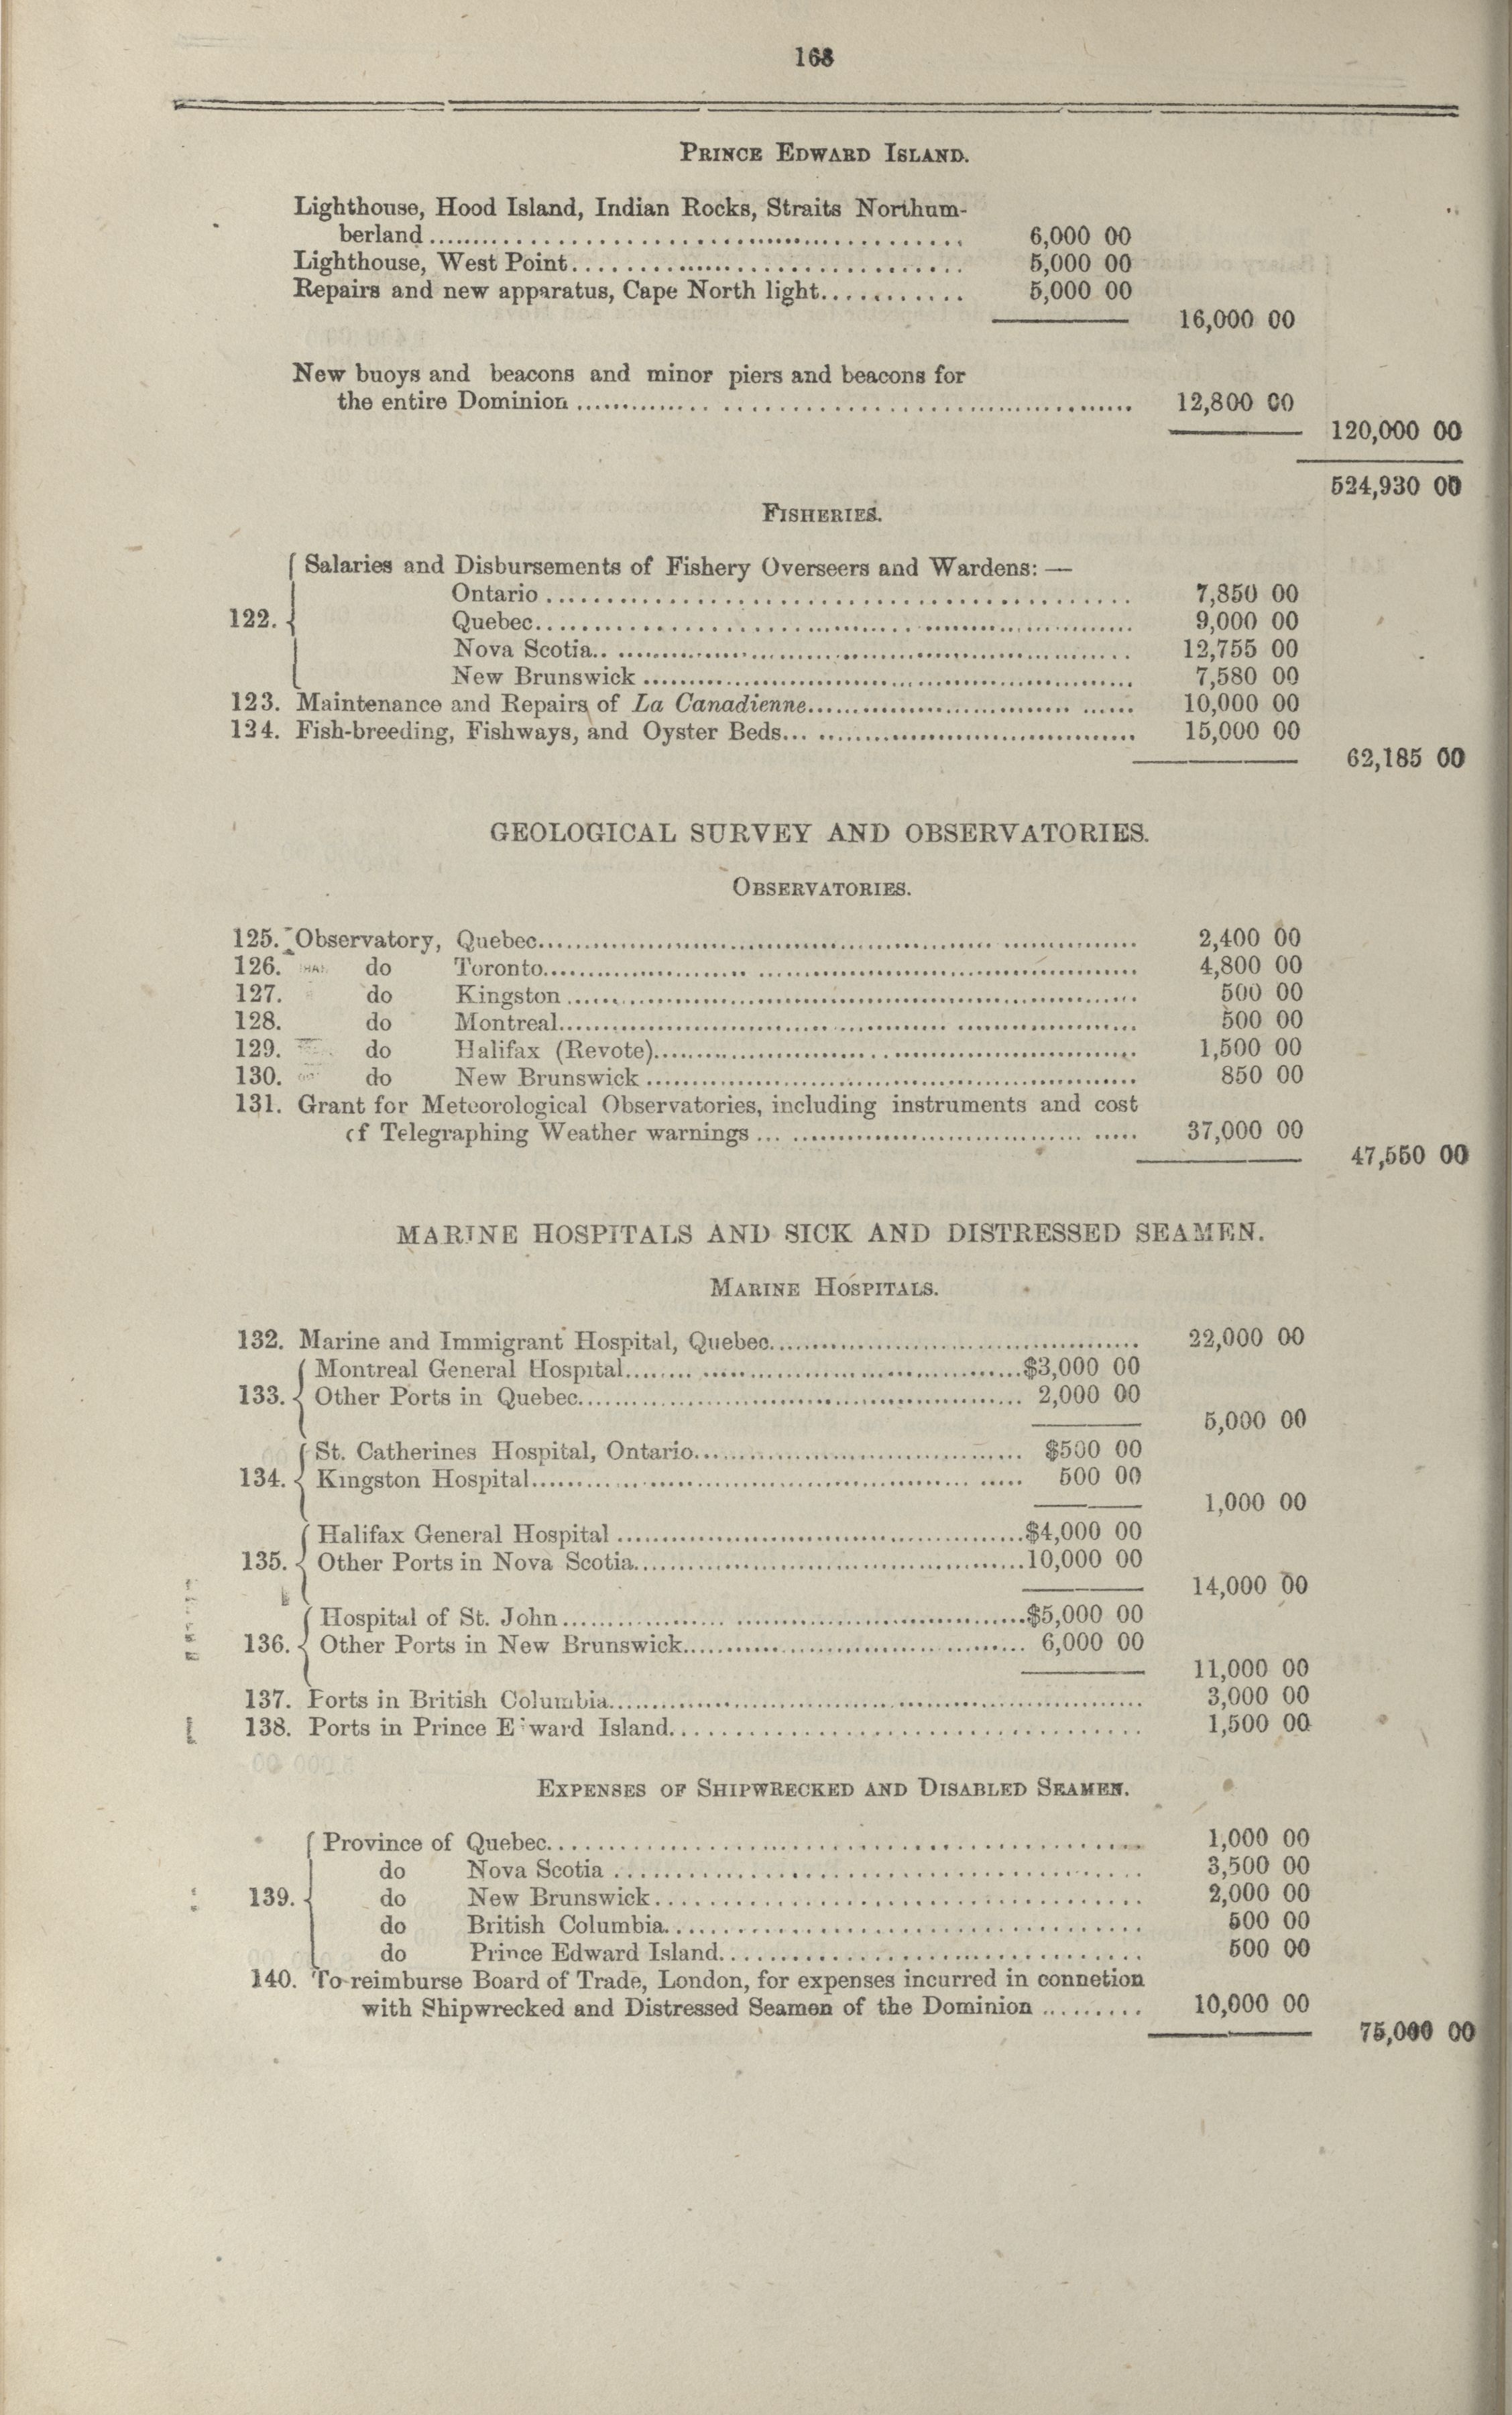 168
PRINCE EDWARD ISLAND.
Lighthouse, Hood Island, Indian Rocks, Straits Northum-
berland 6,000 00
Lighthouse, West Point 5,000 00
Repairs and new apparatus, Cape North light 5,000 00
16,000 00
New buoys and beacons and minor piers and beacons for
the entire Dominion 12,800 00
120,000 00
524,930 00
FISHERIES.
122. Salaries and Disbursements of Fishery Overseers and Wardens:—
Ontario 7,850 00
Quebec 9,000 00
Nova Scotia 12,755 00
New Brunswick 7,580 00
123. Maintenance and Repairs of La Canadienne 10,000 00
124. Fish-breeding, Fishways, and Oyster Beds 15,000 00
62,185 00
GEOLOGICAL SURVEY AND OBSERVATORIES.
OBSERVATORIES.
125. Observatory, Quebec 2,400 00
126. do Toronto 4,800 00
127. do Kingston 500 00
128. do Montreal 500 00
129. do Halifax (Revote) 1,500 00
130. do New Brunswick 850 00
131. Grant for Meteorological Observatories, including instruments and cost
of Telegraphing Weather warnings 37,000 00
47,550 00
MARINE HOSPITALS AND SICK AND DISTRESSED SEAMEN.
MARINE HOSPITALS.
132. Marine and Immigrant Hospital, Quebec 22,000 00
Montreal General Hospital $3,000 00
133. Other Ports in Quebec 2,000 00
5,000 00
St. Catherines Hospital, Ontario $500 00
134. Kingston Hospital 500 00
1,000 00
Halifax General Hospital $4,000 00
135. Other Ports in Nova Scotia 10,000 00
14,000 00
Hospital of St. John $5,000 00
136. Other Ports in New Brunswick 6,000 00
11,000 00
137. Ports in British Columbia 3,000 00
138. Ports in Prince Edward Island 1,500 00
EXPENSES OF SHIPWRECKED AND DISABLED SEAMEN.
Province of Quebec 1,000 00
do Nova Scotia 3,500 00
139. do New Brunswick 2,000 00
do British Columbia 500 00
do Prince Edward Island 500 00
140. To reimburse Board of Trade, London, for expenses incurred in connetion
with Shipwrecked and Distressed Seamen of the Dominion 10,000 00
75,000 00